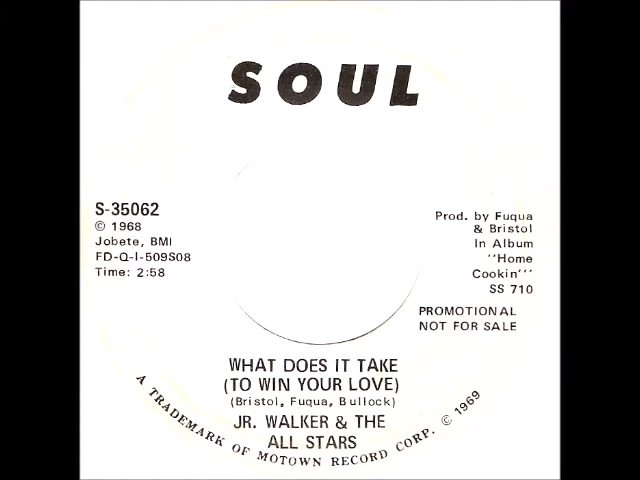 SOUL
S-35062
© 1968
Jobete, BMI
FD-Q-I-509S08
Time: 2:58
Prod. by Fuqua
& Bristol
In Album
"Home
Cookin'"
SS 710
PROMOTIONAL
NOT FOR SALE
WHAT DOES IT TAKE
(TO WIN YOUR LOVE)
(Bristol, Fuqua, Bullock)
JR. WALKER & THE
ALL STARS
A TRADEMARK OF MOTOWN RECORD CORP. © 1969